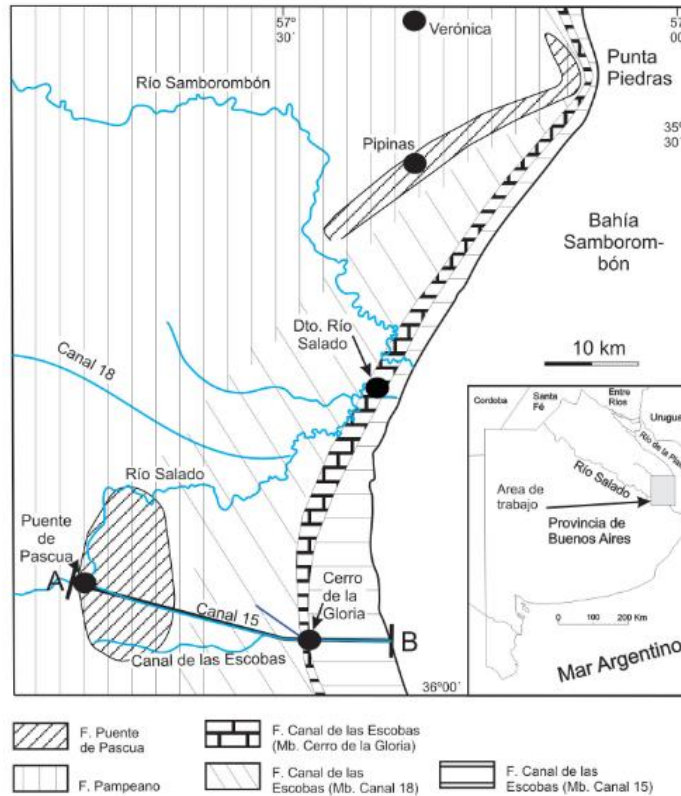 57°
30´
57°
00´
Verónica
Punta
Piedras
Río Samborombón
35°
30´
Pipinas
Bahía
Samborom-
bón
Dto. Río
Salado
10 km
Canal 18
Río Salado
Puente
de
Pascua
A
Canal 15
Cerro
de la
Gloria
B
Canal de las Escobas
36°00´
Cordoba
Santa
Fé
Entre
Ríos
Urugua
Río de la Plata
Río Salado
Area de
trabajo
Provincia de
Buenos Aires
0 100 200 Km
Mar Argentino
F. Puente
de Pascua
F. Canal de las Escobas
(Mb. Cerro de la Gloria)
F. Pampeano
F. Canal de las
Escobas (Mb. Canal 18)
F. Canal de las
Escobas (Mb. Canal 15)